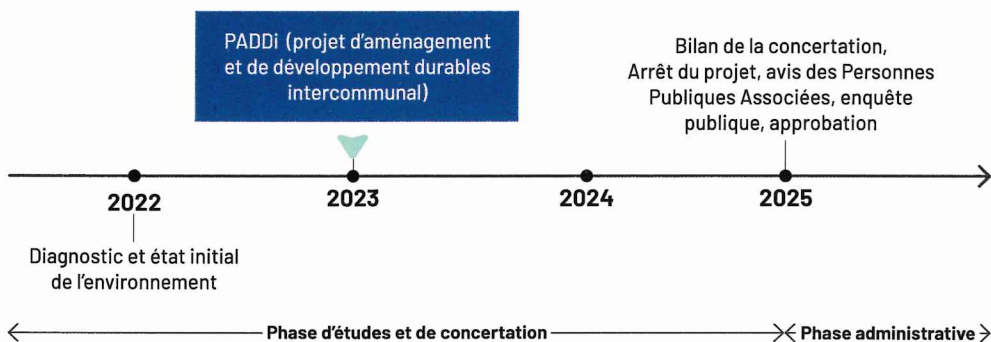 PADDi (projet d'aménagement
et de développement durables
intercommunal)
Bilan de la concertation,
Arrêt du projet, avis des Personnes
Publiques Associées, enquête
publique, approbation
2022
2023
2024
2025
Diagnostic et état initial
de l'environnement
Phase d'études et de concertation
Phase administrative